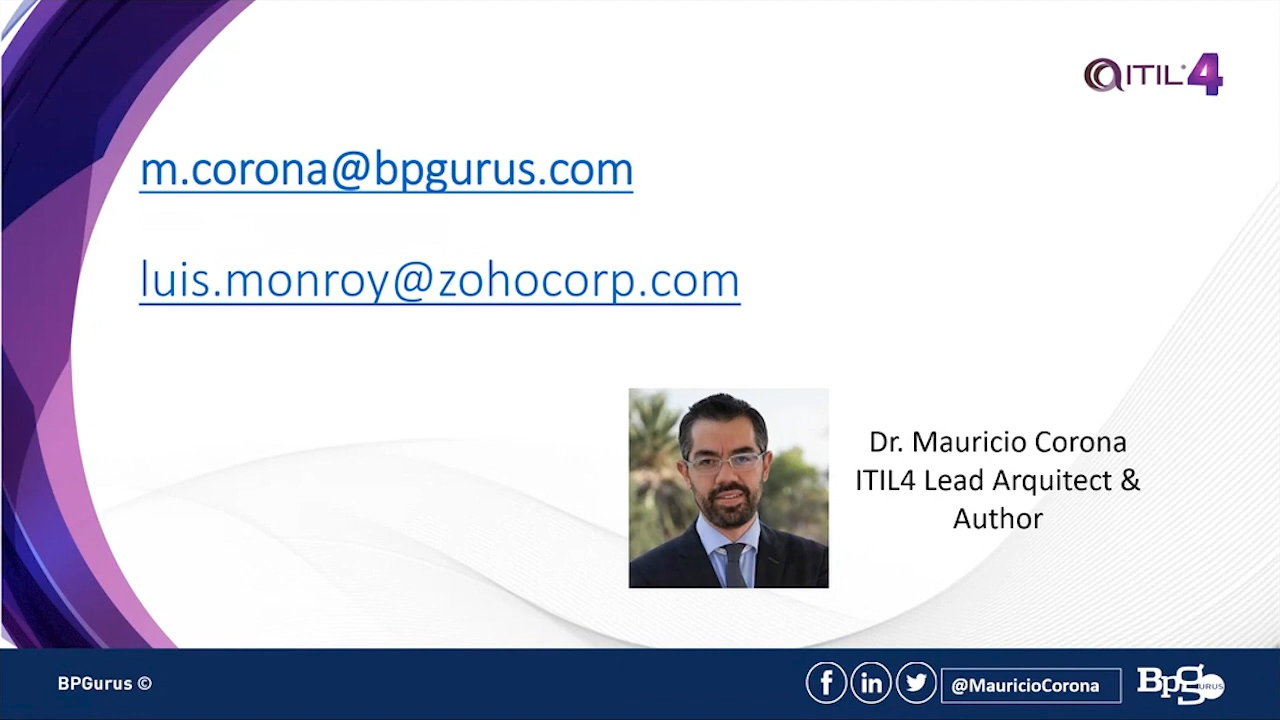 ITIL® 4
m.corona@bpgurus.com
luis.monroy@zohocorp.com
Dr. Mauricio Corona
ITIL4 Lead Arquitect &
Author
BPGurus ©
@MauricioCorona
BpGurus